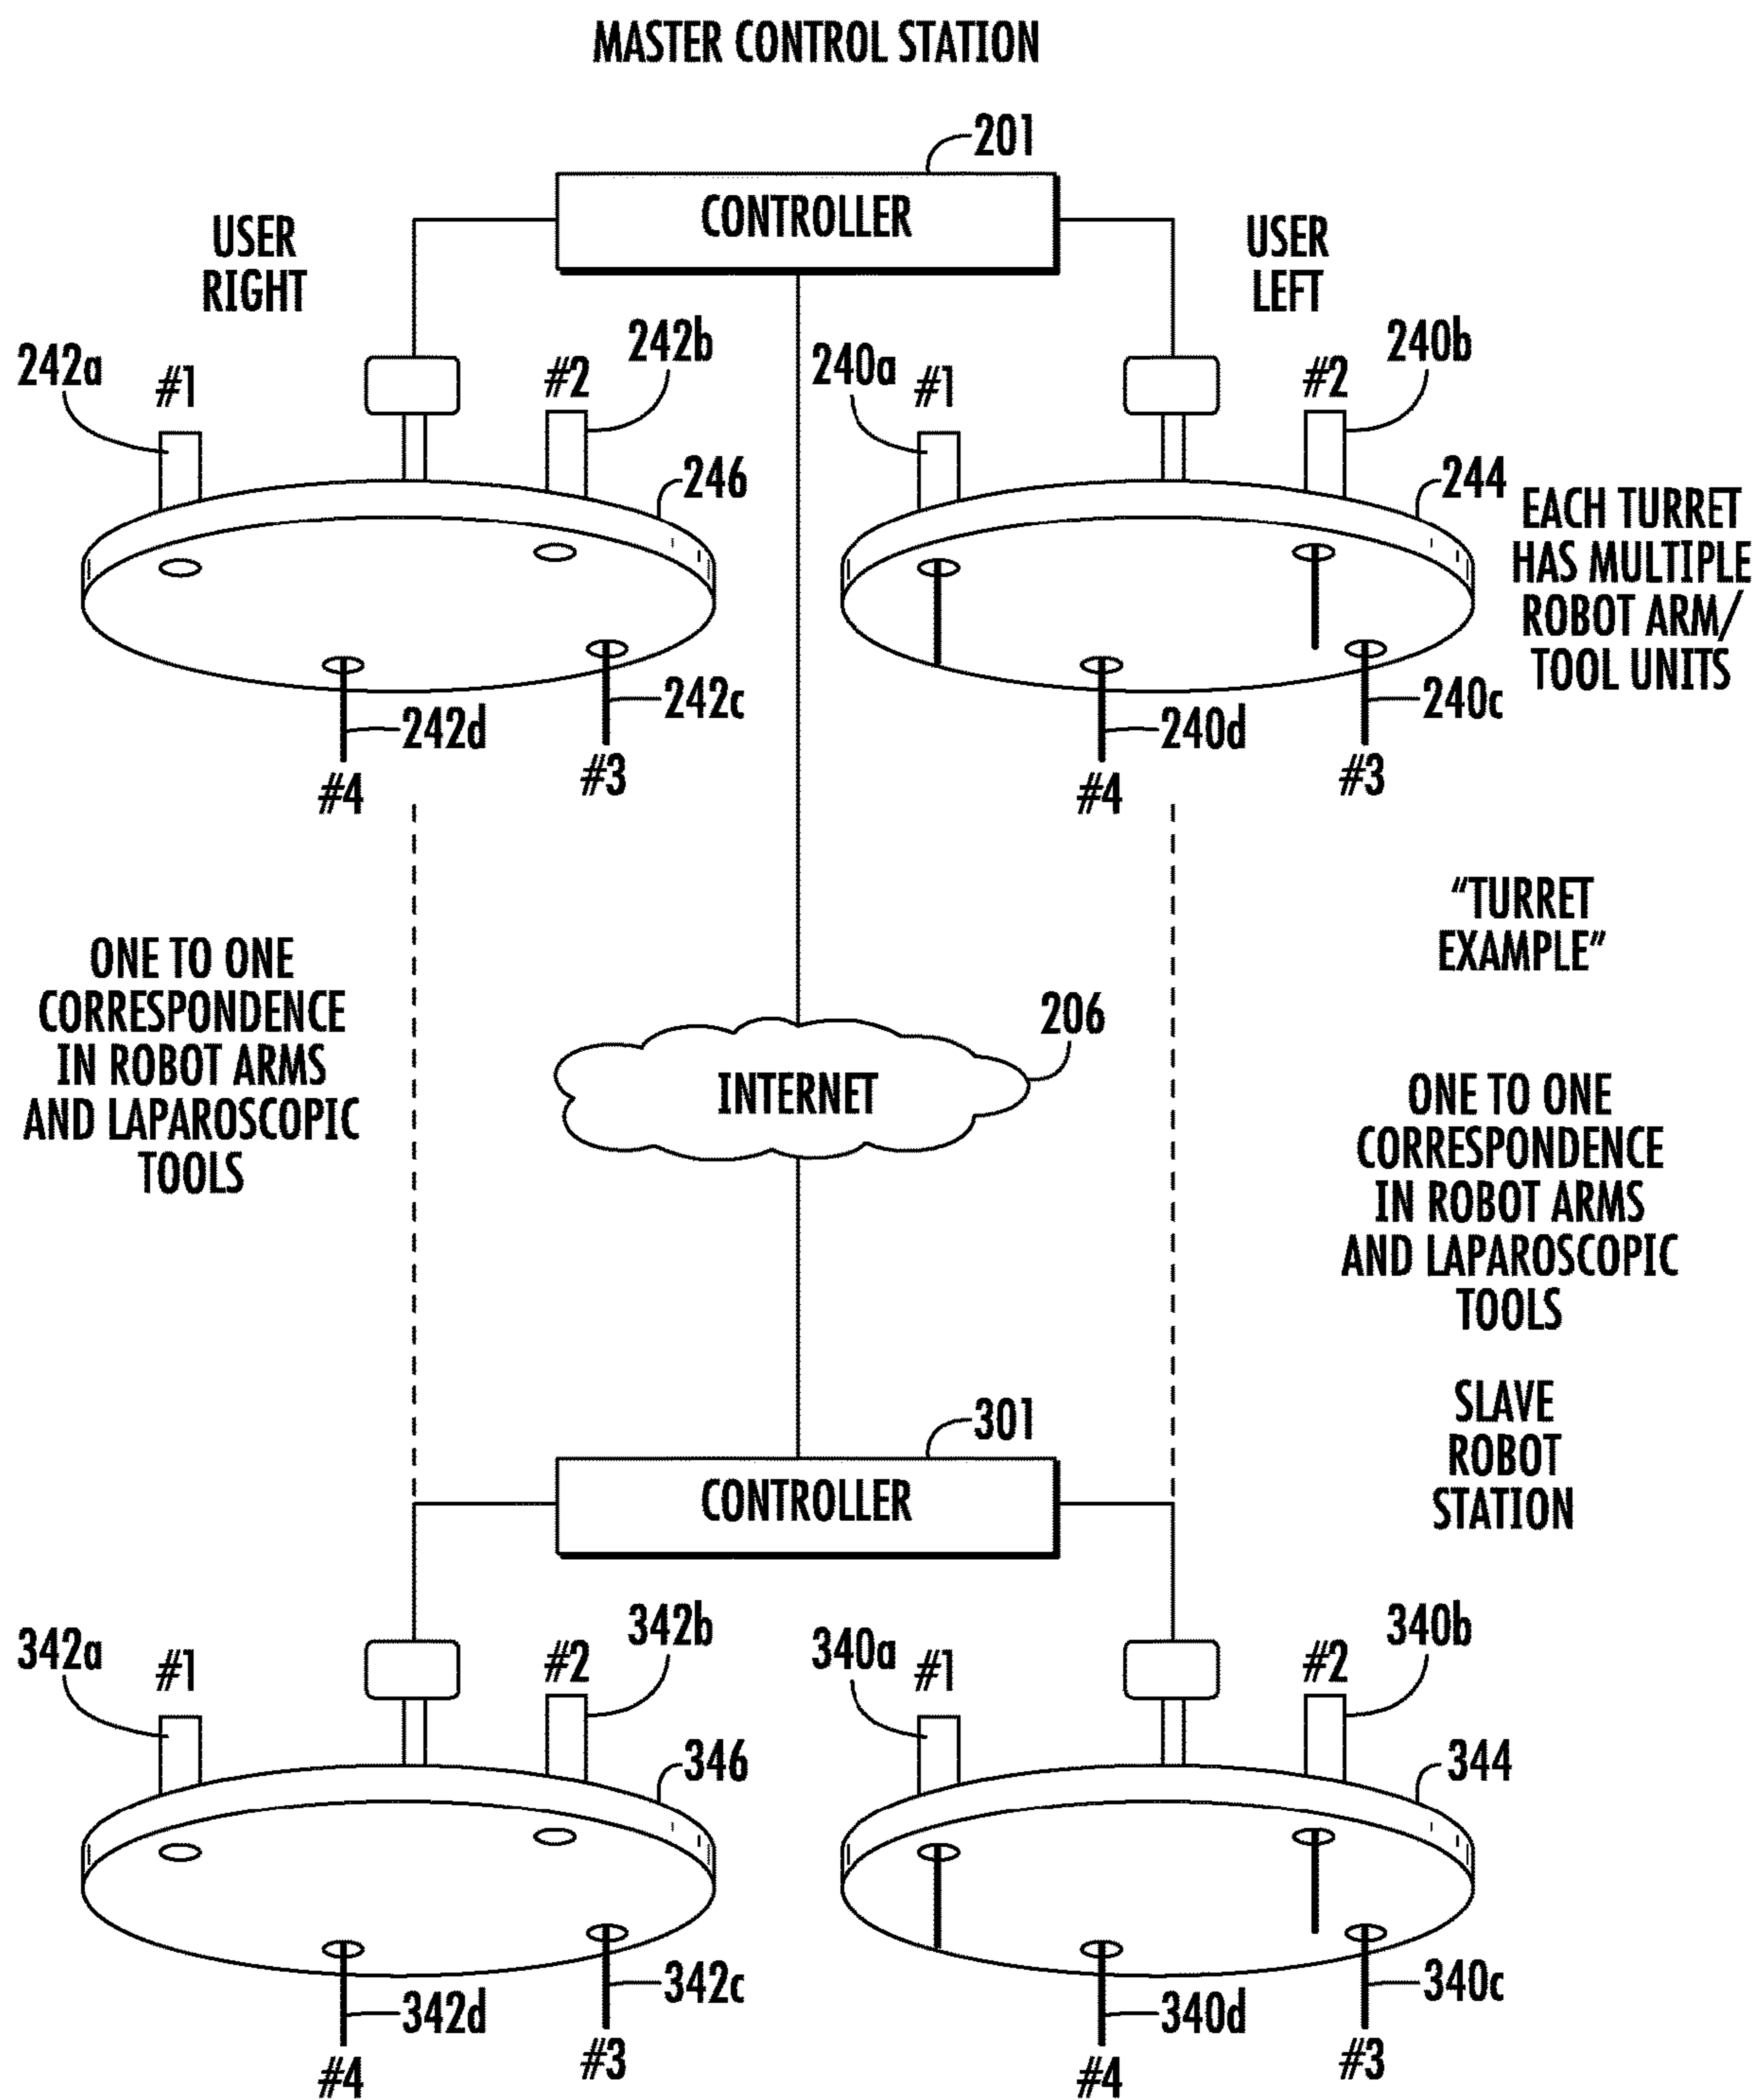 MASTER CONTROL STATION
201
CONTROLLER
USER
RIGHT
USER
LEFT
242a
#1
#2
242b
240a
#1
#2
240b
246
244
EACH TURRET
HAS MULTIPLE
ROBOT ARM/
TOOL UNITS
242d
242c
240d
240c
#4
#3
#4
#3
"TURRET
EXAMPLE"
ONE TO ONE
CORRESPONDENCE
IN ROBOT ARMS
AND LAPAROSCOPIC
TOOLS
206
INTERNET
ONE TO ONE
CORRESPONDENCE
IN ROBOT ARMS
AND LAPAROSCOPIC
TOOLS
SLAVE
ROBOT
STATION
301
CONTROLLER
342a
#1
#2
342b
340a
#1
#2
340b
346
344
342d
342c
340d
340c
#4
#3
#4
#3